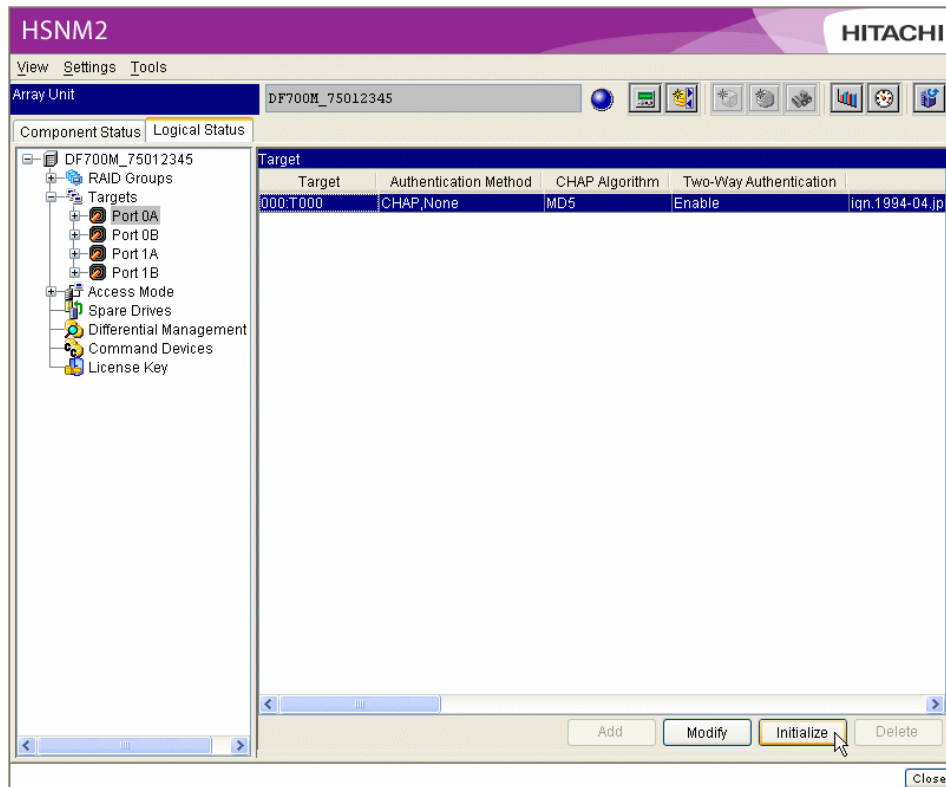 HSNM2
HITACHI
View Settings Tools
Array Unit
DF700M_75012345
Component Status
Logical Status
DF700M_75012345
RAID Groups
Targets
Port 0A
Port 0B
Port 1A
Port 1B
Access Mode
Spare Drives
Differential Management
Command Devices
License Key
Target
Target Authentication Method CHAP Algorithm Two-Way Authentication
000:T000 CHAP,None MD5 Enable iqn.1994-04.jp
Add Modify Initialize Delete
Close